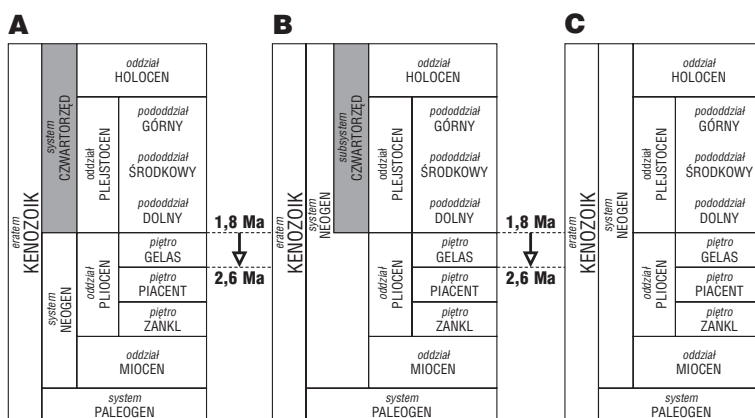 A
eratem
KENOZOIK
system
CZWARTORZĘD
system
NEOGEN
oddział
HOLOCEN
oddział
PLEJSTOCEN
pododdział
GÓRNY
pododdział
ŚRODKOWY
pododdział
DOLNY
oddział
PLIOCEN
piętro
GELAS
piętro
PIACENT
piętro
ZANKL
oddział
MIOCEN
system
PALEOGEN
1,8 Ma
2,6 Ma
B
eratem
KENOZOIK
system
NEOGEN
subsystem
CZWARTORZĘD
oddział
HOLOCEN
oddział
PLEJSTOCEN
pododdział
GÓRNY
pododdział
ŚRODKOWY
pododdział
DOLNY
oddział
PLIOCEN
piętro
GELAS
piętro
PIACENT
piętro
ZANKL
oddział
MIOCEN
system
PALEOGEN
1,8 Ma
2,6 Ma
C
eratem
KENOZOIK
system
NEOGEN
oddział
HOLOCEN
oddział
PLEJSTOCEN
pododdział
GÓRNY
pododdział
ŚRODKOWY
pododdział
DOLNY
oddział
PLIOCEN
piętro
GELAS
piętro
PIACENT
piętro
ZANKL
oddział
MIOCEN
system
PALEOGEN